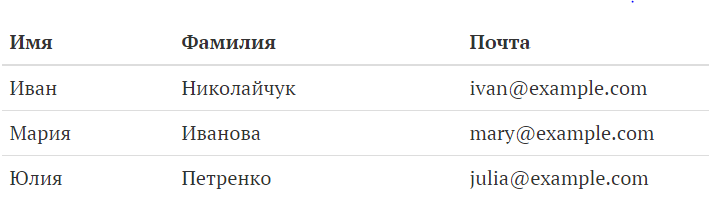 Имя Фамилия Почта
Иван Николайчук ivan@example.com
Мария Иванова mary@example.com
Юлия Петренко julia@example.com